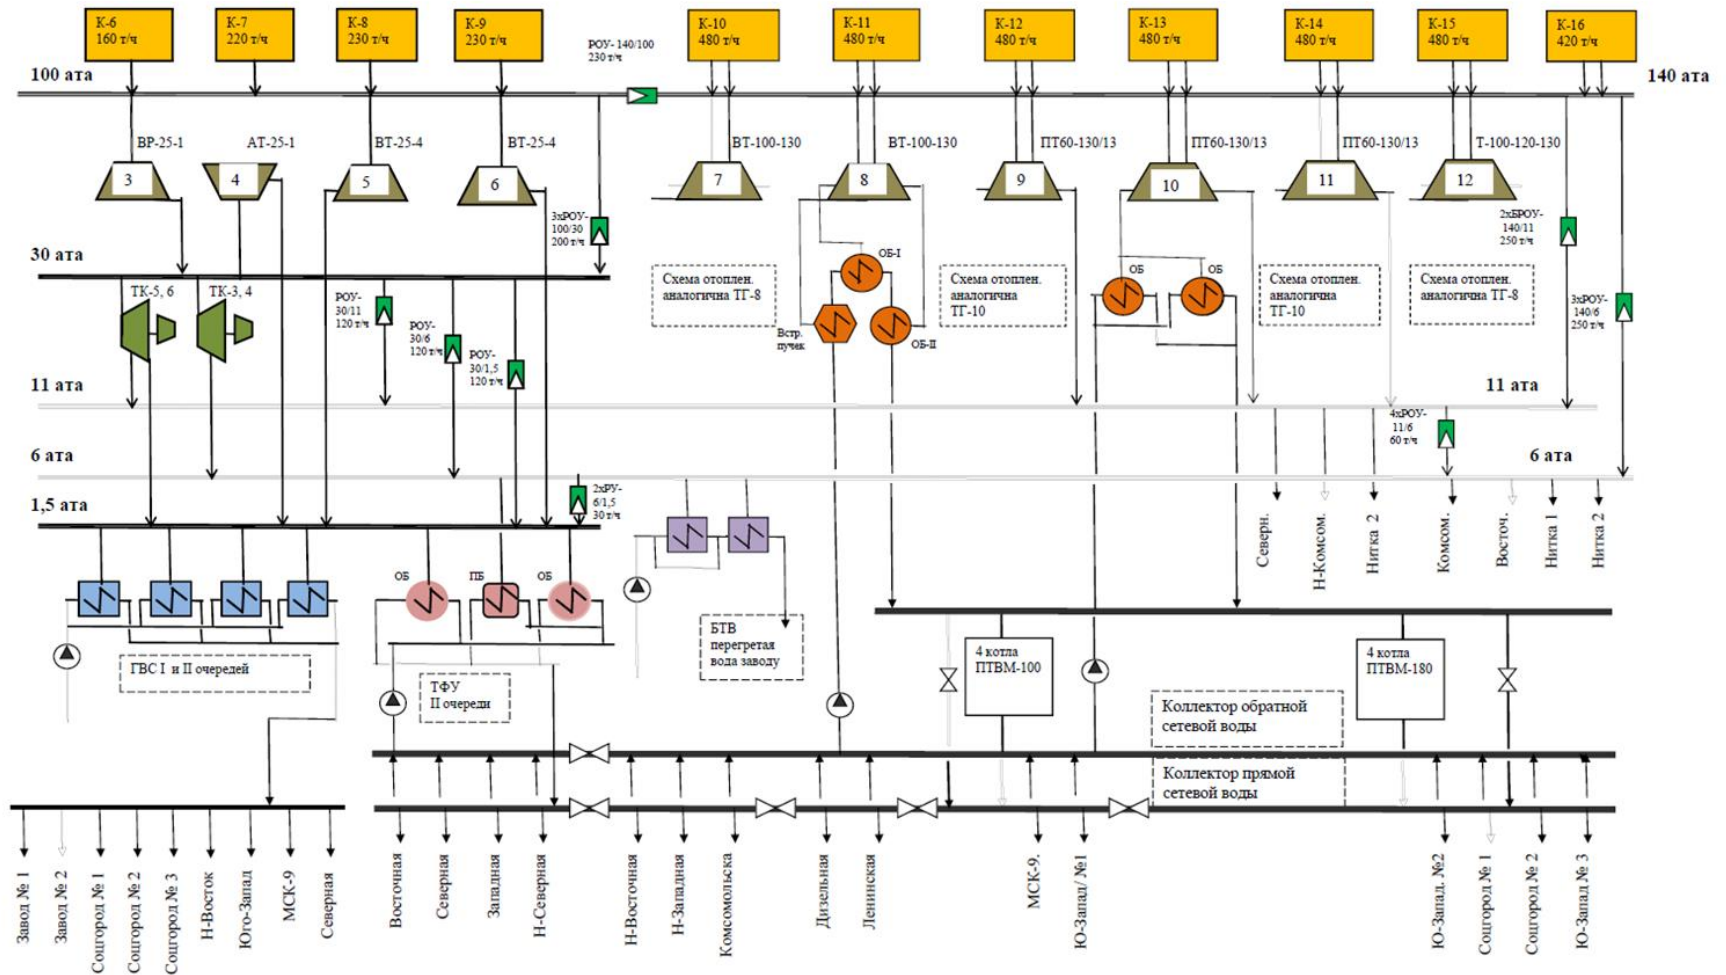 К-6
160 т/ч
К-7
220 т/ч
К-8
230 т/ч
К-9
230 т/ч
РОУ- 140/100
230 т/ч
К-10
480 т/ч
К-11
480 т/ч
К-12
480 т/ч
К-13
480 т/ч
К-14
480 т/ч
К-15
480 т/ч
К-16
420 т/ч
100 ата
140 ата
ВР-25-1
АТ-25-1
ВТ-25-4
ВТ-25-4
ВТ-100-130
ВТ-100-130
ПТ60-130/13
ПТ60-130/13
ПТ60-130/13
Т-100-120-130
3
4
5
6
7
8
9
10
11
12
3хРОУ-
100/30
200 т/ч
2хБРОУ-
140/11
250 т/ч
30 ата
ОБ-I
ОБ
ОБ
Схема отоплен.
аналогична ТГ-8
Схема отоплен.
аналогична
ТГ-10
Схема отоплен.
аналогична
ТГ-10
Схема отоплен.
аналогична ТГ-8
ТК-5, 6
ТК-3, 4
РОУ-
30/11
120 т/ч
РОУ-
30/6
120 т/ч
РОУ-
30/1,5
120 т/ч
Встр.
пучек
ОБ-II
3хРОУ-
140/6
250 т/ч
11 ата
11 ата
4хРОУ-
11/6
60 т/ч
6 ата
6 ата
1,5 ата
2хРУ-
6/1,5
30 т/ч
Северн.
Н-Комсом.
Нитка 2
Комсом.
Восточ.
Нитка 1
Нитка 2
ОБ
ПБ
ОБ
ГВС I и II очередей
ТФУ
II очереди
БТВ
перегретая
вода заводу
4 котла
ПТВМ-100
4 котла
ПТВМ-180
Коллектор обратной
сетевой воды
Коллектор прямой
сетевой воды
Завод № 1
Завод № 2
Соцгород № 1
Соцгород № 2
Соцгород № 3
Н-Восток
Юго-Запад
МСК-9
Северная
Восточная
Северная
Западная
Н-Северная
Н-Восточная
Н-Западная
Комсомольска
Дизельная
Ленинская
МСК-9.
Ю-Запад/ №1
Ю-Запад. №2
Соцгород № 1
Соцгород № 2
Ю-Запад № 3